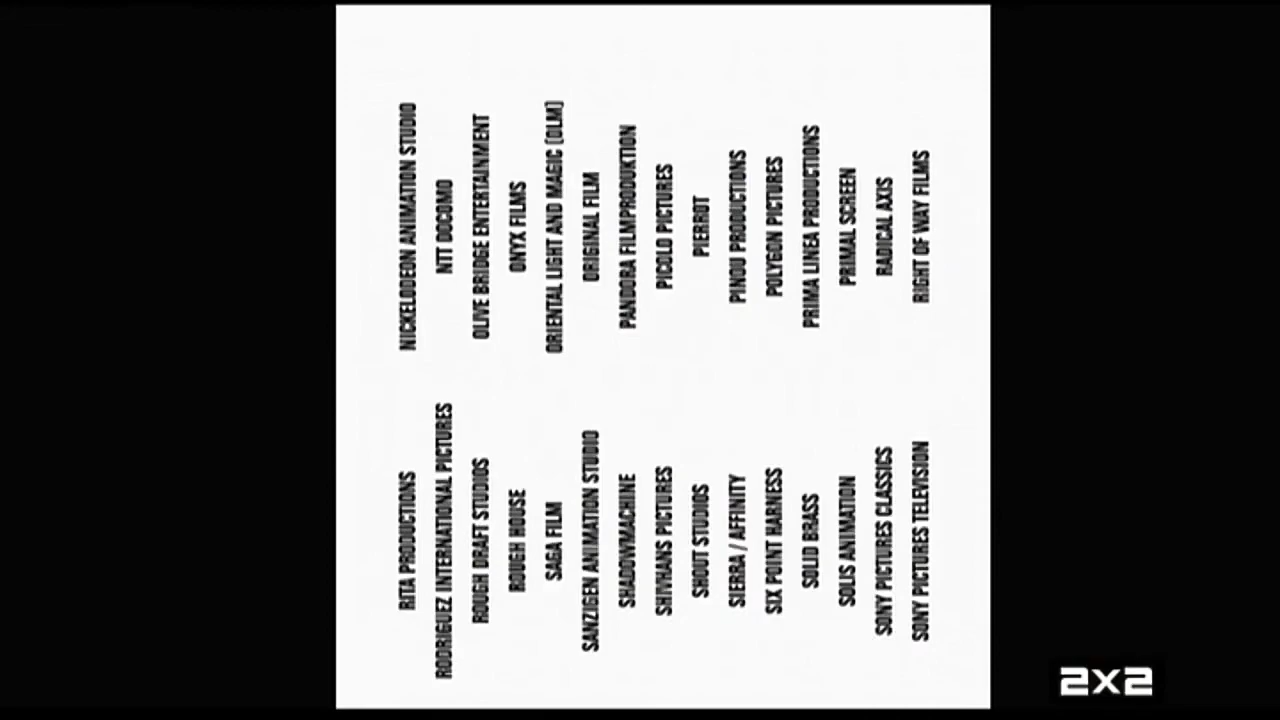 NICKELODEON ANIMATION STUDIO
NTT DOCOMO
OLIVE BRIDGE ENTERTAINMENT
ONYX FILMS
ORIENTAL LIGHT AND MAGIC (OLM)
ORIGINAL FILM
PANDORA FILMPRODUKTION
PICOLO PICTURES
PIERROT
PINOU PRODUCTIONS
POLYGON PICTURES
PRIMA LINEA PRODUCTIONS
PRIMAL SCREEN
RADICAL AXIS
RIGHT OF WAY FILMS
RITA PRODUCTIONS
RODRIGUEZ INTERNATIONAL PICTURES
ROUGH DRAFT STUDIOS
ROUGH HOUSE
SAGA FILM
SANZIGEN ANIMATION STUDIO
SHADOWMACHINE
SHIVHANS PICTURES
SHOUT STUDIOS
SIERRA / AFFINITY
SIX POINT HARNESS
SOLID BRASS
SOLIS ANIMATION
SONY PICTURES CLASSICS
SONY PICTURES TELEVISION
2x2